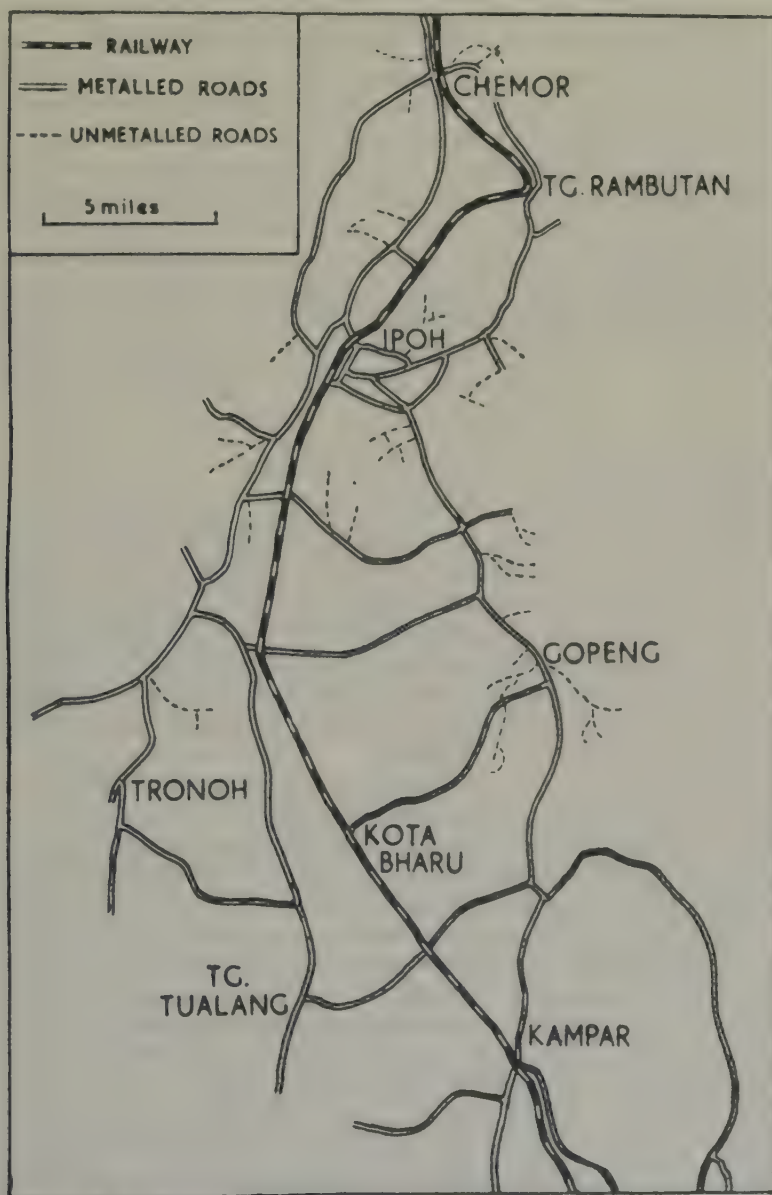 RAILWAY
METALLED ROADS
UNMETALLED ROADS
5 miles
CHEMOR
TG. RAMBUTAN
IPOH
GOPENG
TRONOH
KOTA
BHARU
TG.
TUALANG
KAMPAR